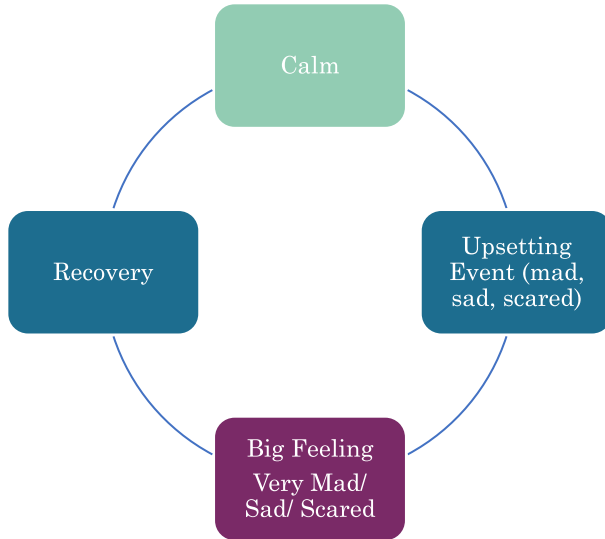 Calm
Upsetting
Event (mad,
sad, scared)
Recovery
Big Feeling
Very Mad/
Sad/ Scared